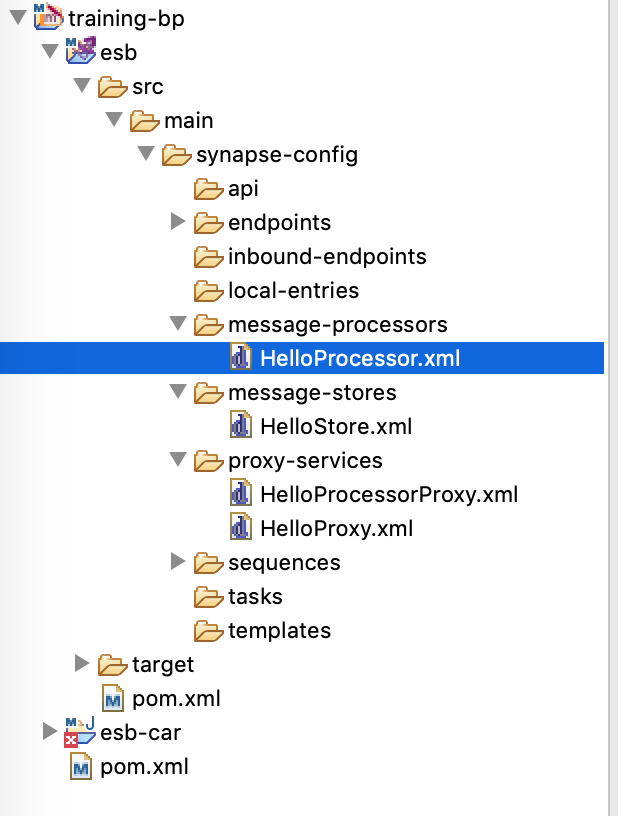 training-bp
esb
src
main
synapse-config
api
endpoints
inbound-endpoints
local-entries
message-processors
HelloProcessor.xml
message-stores
HelloStore.xml
proxy-services
HelloProcessorProxy.xml
HelloProxy.xml
sequences
tasks
templates
target
pom.xml
esb-car
pom.xml